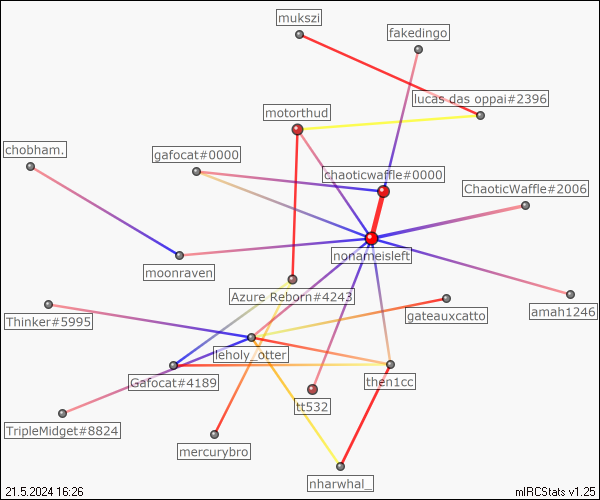 mukszi
fakedingo
lucas das oppai#2396
motorthud
chobham.
gafocat#0000
chaoticwaffle#0000
ChaoticWaffle#2006
nonameisleft
moonraven
Azure Reborn#4243
amah1246
Thinker#5995
gateauxcatto
leholy_otter
Gafocat#4189
then1cc
tt532
TripleMidget#8824
mercurybro
nharwhal_
21.5.2024 16:26
mIRCStats v1.25